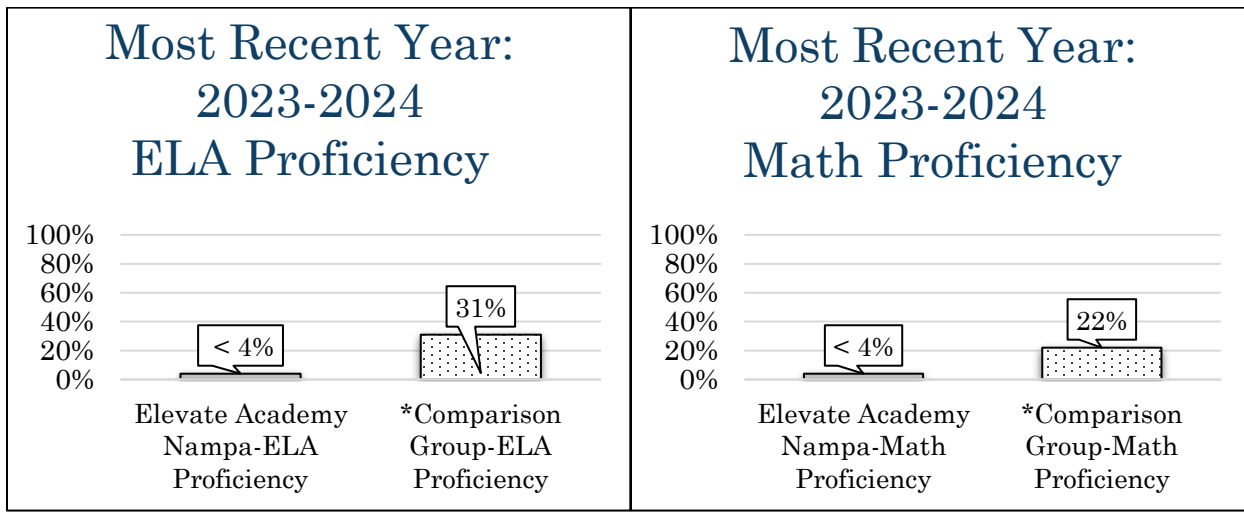 Most Recent Year:
2023-2024
ELA Proficiency
100%
80%
60%
40%
20%
0%
< 4%
31%
Elevate Academy
Nampa-ELA
Proficiency
*Comparison
Group-ELA
Proficiency
Most Recent Year:
2023-2024
Math Proficiency
100%
80%
60%
40%
20%
0%
< 4%
22%
Elevate Academy
Nampa-Math
Proficiency
*Comparison
Group-Math
Proficiency